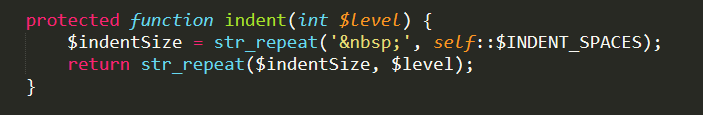 protected function indent(int $level) {
    $indentSize = str_repeat('&nbsp;', self::$INDENT_SPACES);
    return str_repeat($indentSize, $level);
}